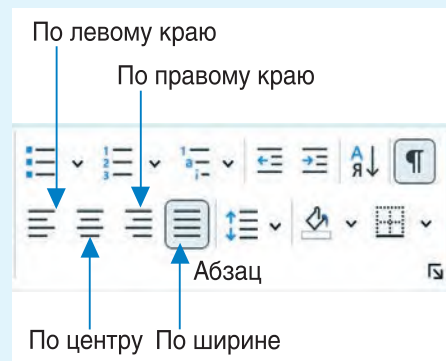 По левому краю
По правому краю
Абзац
По центру По ширине